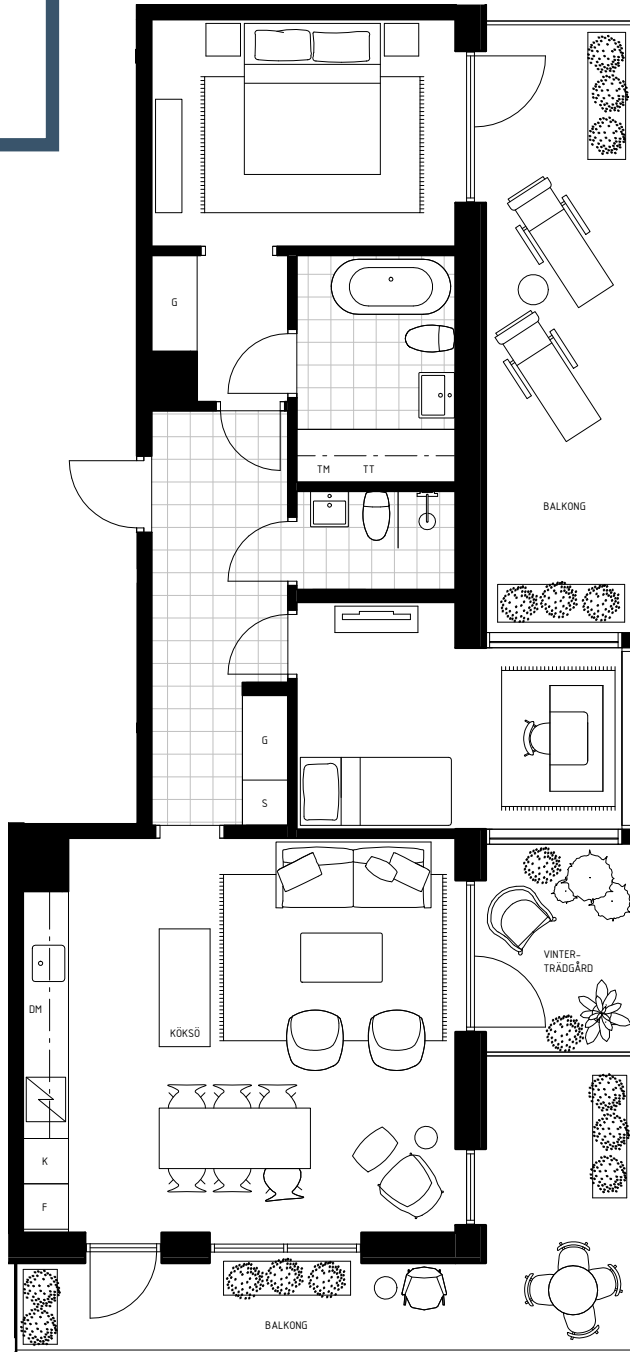 G
TM TT
BALKONG
G
S
VINTER-
TRÄDGÅRD
DM
KÖKSÖ
K
F
BALKONG